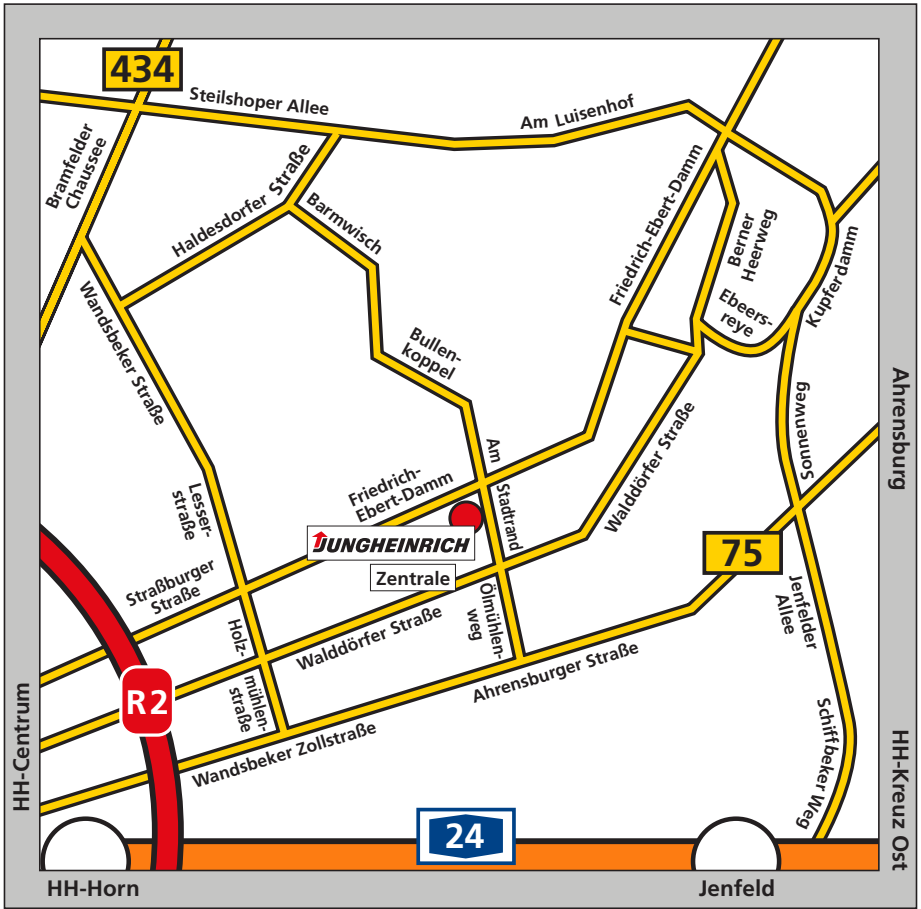 434
Steilshoper Allee
Am Luisenhof
Bramfelder
Chaussee
Haldesdorfer Straße
Barmwisch
Friedrich-Ebert-Damm
Berner
Heerweg
Ebeers-
reye
Kupferdamm
Wandsbeker Straße
Bullen-
koppel
Ahrensburg
Sonnenweg
Am
Stadtrand
Friedrich-
Ebert-Damm
Lesser-
straße
Walddörfer Straße
JUNGHEINRICH
Zentrale
75
Straßburger
Straße
Holz-
mühlen-
straße
Walddörfer Straße
Ölmühlen-
weg
Jenfelder
Allee
Ahrensburger Straße
R2
Wandsbeker Zollstraße
Schiffbeker Weg
HH-Centrum
HH-Kreuz Ost
24
HH-Horn
Jenfeld